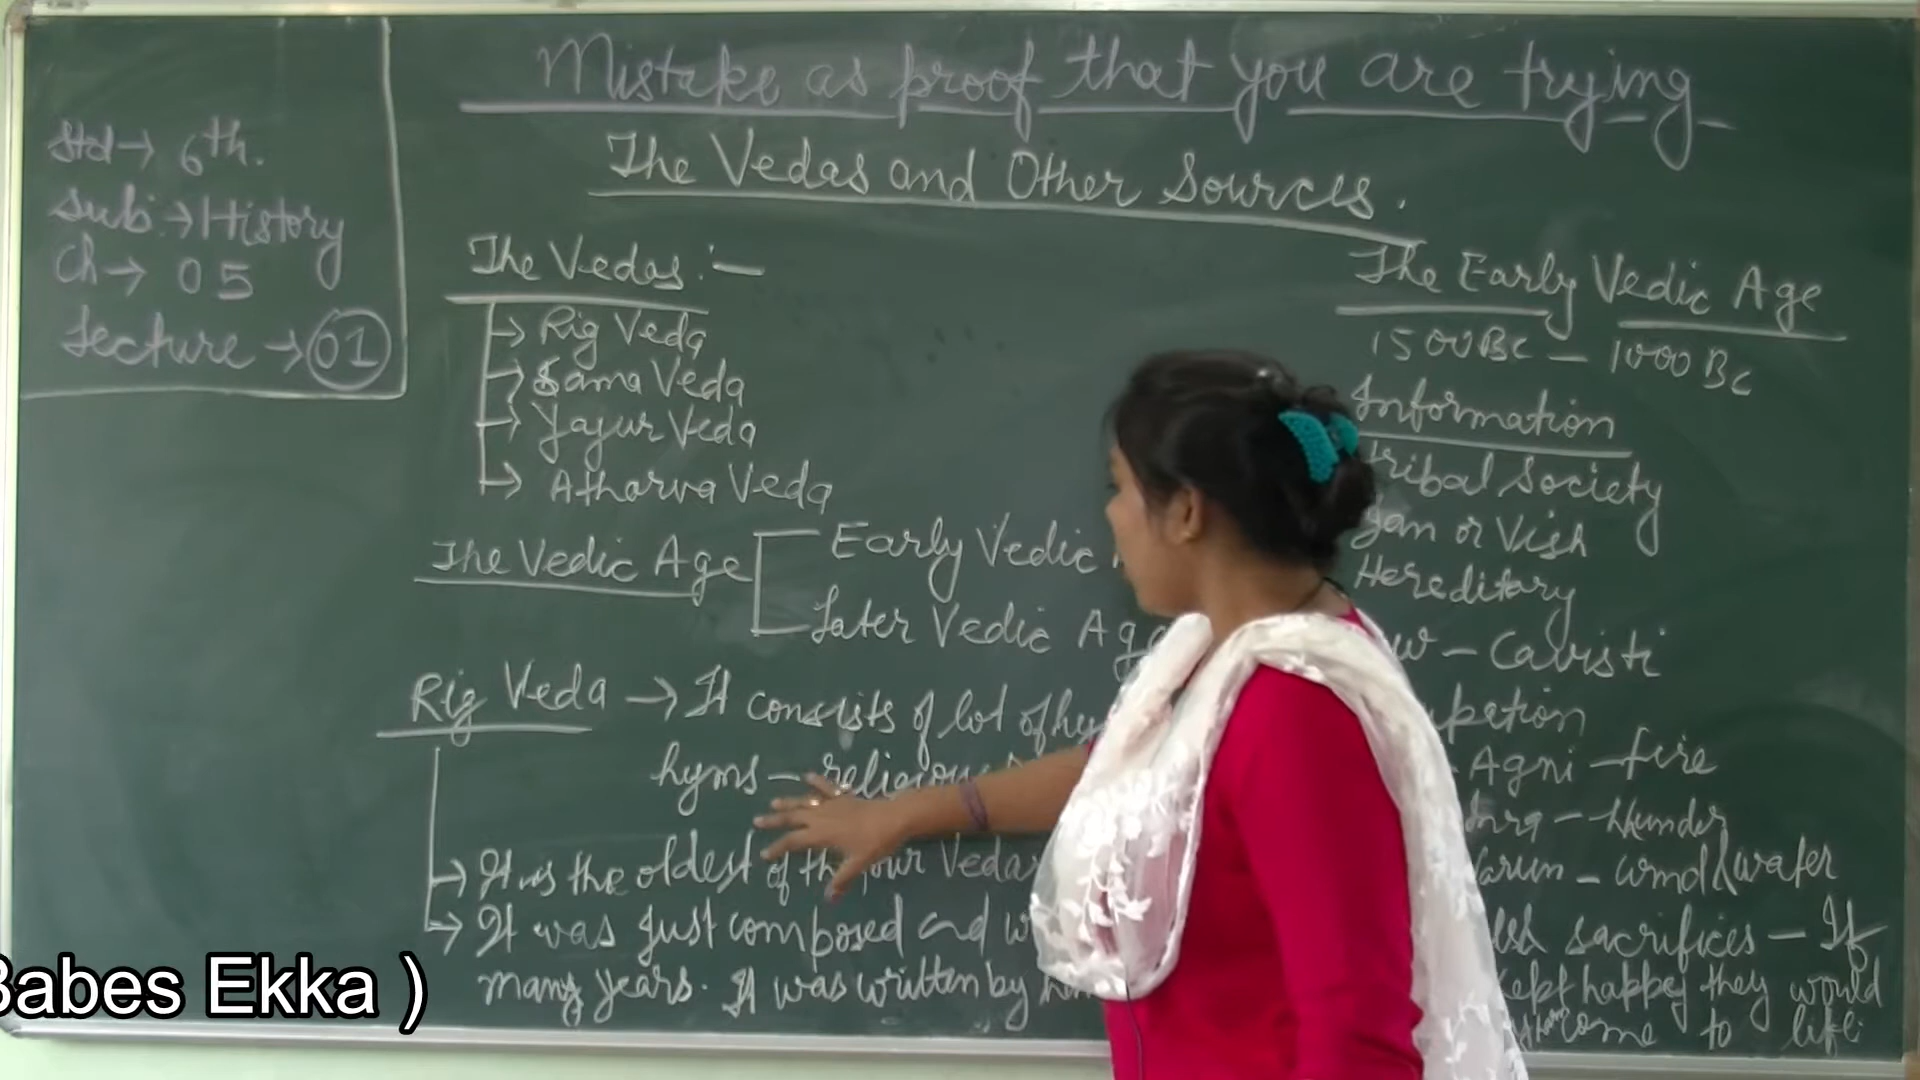 Mistake as proof that you are trying
The Vedas and Other Sources.
Std → 6th.
Sub. → History
Ch → 05
Lecture → 01
The Vedas :-
→ Rig Veda
→ Sama Veda
→ Yajur Veda
→ Atharva Veda
The Vedic Age
Early Vedic
Later Vedic Age
Rig Veda → It consists of lot of
hyms – religious
→ It is the oldest of Vedas
→ It was just composed and
many years. It was written by
The Early Vedic Age
1500 BC – 1000 BC
Information
Tribal Society
Jan or Vish
Hereditary
– Gavisti
Agni – fire
– thunder
– wind & water
sacrifices – If
kept happy they would
come to life
Babes Ekka )